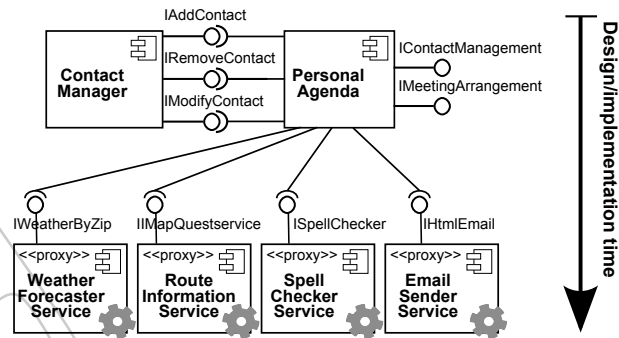 IAddContact
Contact
Manager
IRemoveContact
IModifyContact
Personal
Agenda
IContactManagement
IMeetingArrangement
Design/implementation time
IWeatherByZip
IIMapQuestservice
ISpellChecker
IHtmlEmail
<<proxy>>
Weather
Forecaster
Service
<<proxy>>
Route
Information
Service
<<proxy>>
Spell
Checker
Service
<<proxy>>
Email
Sender
Service